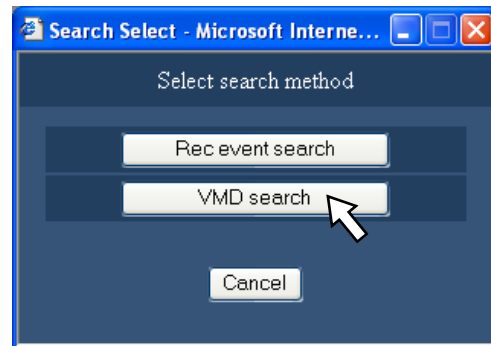 Search Select - Microsoft Interne...
Select search method
Rec event search
VMD search
Cancel